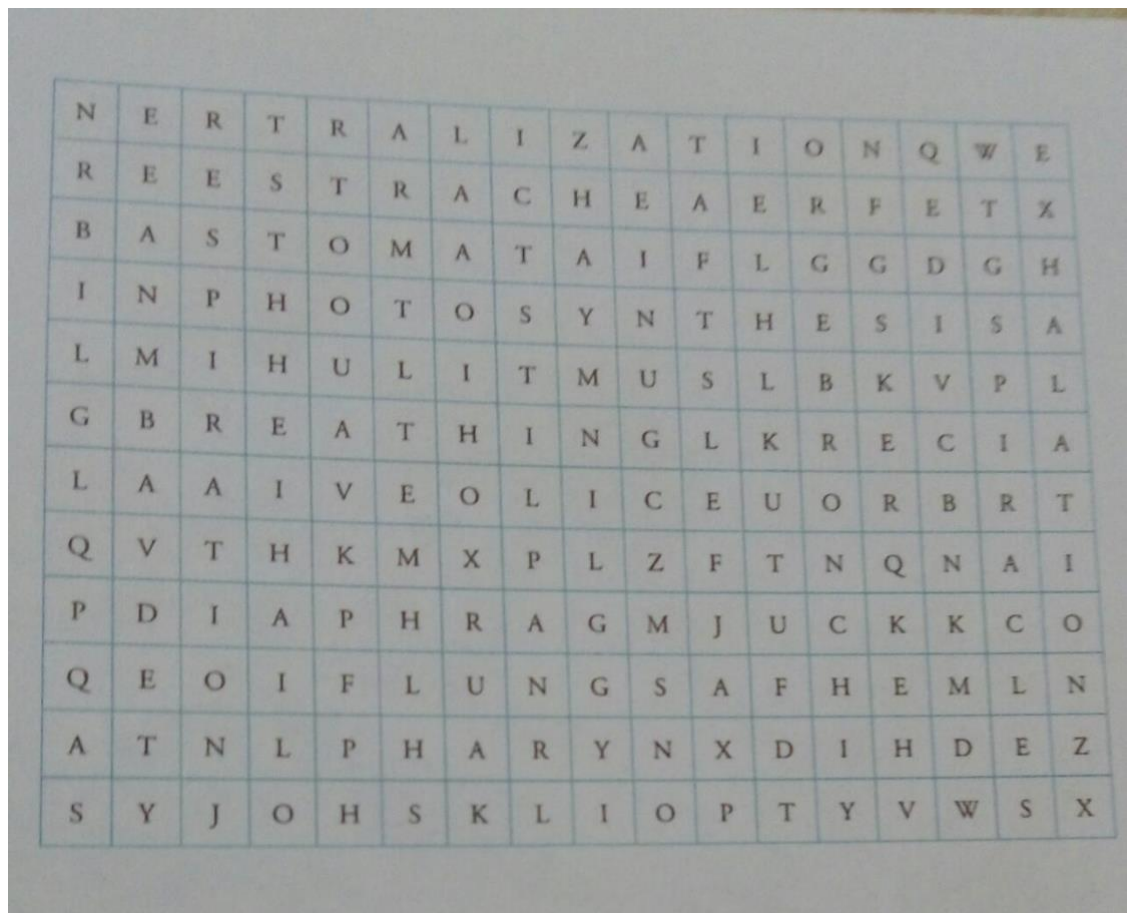 N E R T R A L I Z A T I O N Q W E
R E E S T R A C H E A E R F E T X
B A S T O M A T A I F L G G D G H
I N P H O T O S Y N T H E S I S A
L M I H U L I T M U S L B K V P L
G B R E A T H I N G L K R E C I A
L A A I V E O L I C E U O R B R T
Q V T H K M X P L Z F T N Q N A I
P D I A P H R A G M J U C K K C O
Q E O I F L U N G S A F H E M L N
A T N L P H A R Y N X D I H D E Z
S Y J O H S K L I O P T Y V W S X